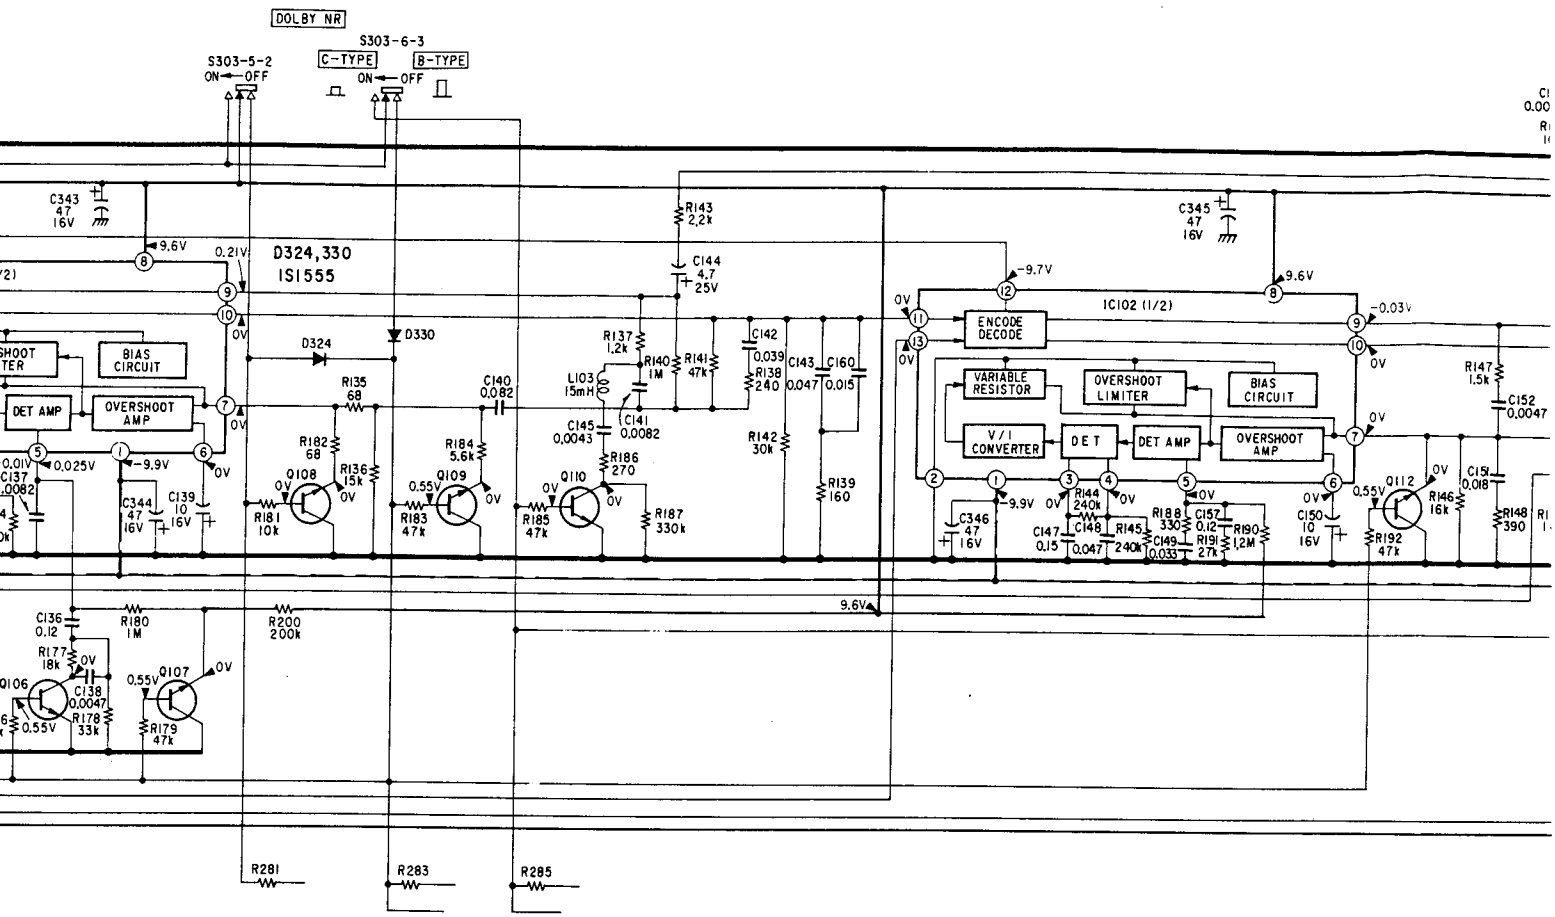 DOLBY NR
S303-6-3
S303-5-2
C-TYPE
B-TYPE
ON OFF
ON OFF
0.00
C343
47
16V
9.6V
0.21V
D324,330
1S1555
R143
2.2k
C144
4.7
25V
C345
47
16V
-9.7V
9.6V
8
9
10
0V
12
IC102 (1/2)
8
0V
11
13
0V
ENCODE
DECODE
9
-0.03V
10
0V
D324
D330
BIAS
CIRCUIT
R137
1.2k
R140
1M
R141
47k
C142
0.039
R138
240
C143
0.047
C160
0.015
L103
15mH
C141
0.0082
R135
68
C140
0.082
C145
0.0043
R186
270
VARIABLE
RESISTOR
OVERSHOOT
LIMITER
BIAS
CIRCUIT
R147
1.5k
C152
0.0047
DET AMP
OVERSHOOT
AMP
7
0V
V/I
CONVERTER
DET
DET AMP
OVERSHOOT
AMP
7
0V
5
-0.01V
0.025V
1
-9.9V
6
0V
C137
.0082
C344
47
16V
C139
10
16V
R182
68
Q108
0V
0V
R181
10k
R136
15k
R184
5.6k
Q109
0.55V
0V
R183
47k
Q110
0V
0V
R185
47k
R187
330k
R142
30k
R139
160
2
1
-9.9V
3
0V
4
0V
5
0V
6
0V
C346
47
16V
R144
240k
C147
0.15
C148
0.047
R145
240k
R188
330
C149
0.033
C157
0.12
R191
27k
R190
1.2M
C150
10
16V
Q112
0.55V
0V
R192
47k
R146
16k
C151
0.018
R148
390
C136
0.12
R180
1M
R200
200k
9.6V
R177
18k
0V
Q106
0.55V
C138
0.0047
R178
33k
Q107
0.55V
0V
R179
47k
R281
R283
R285